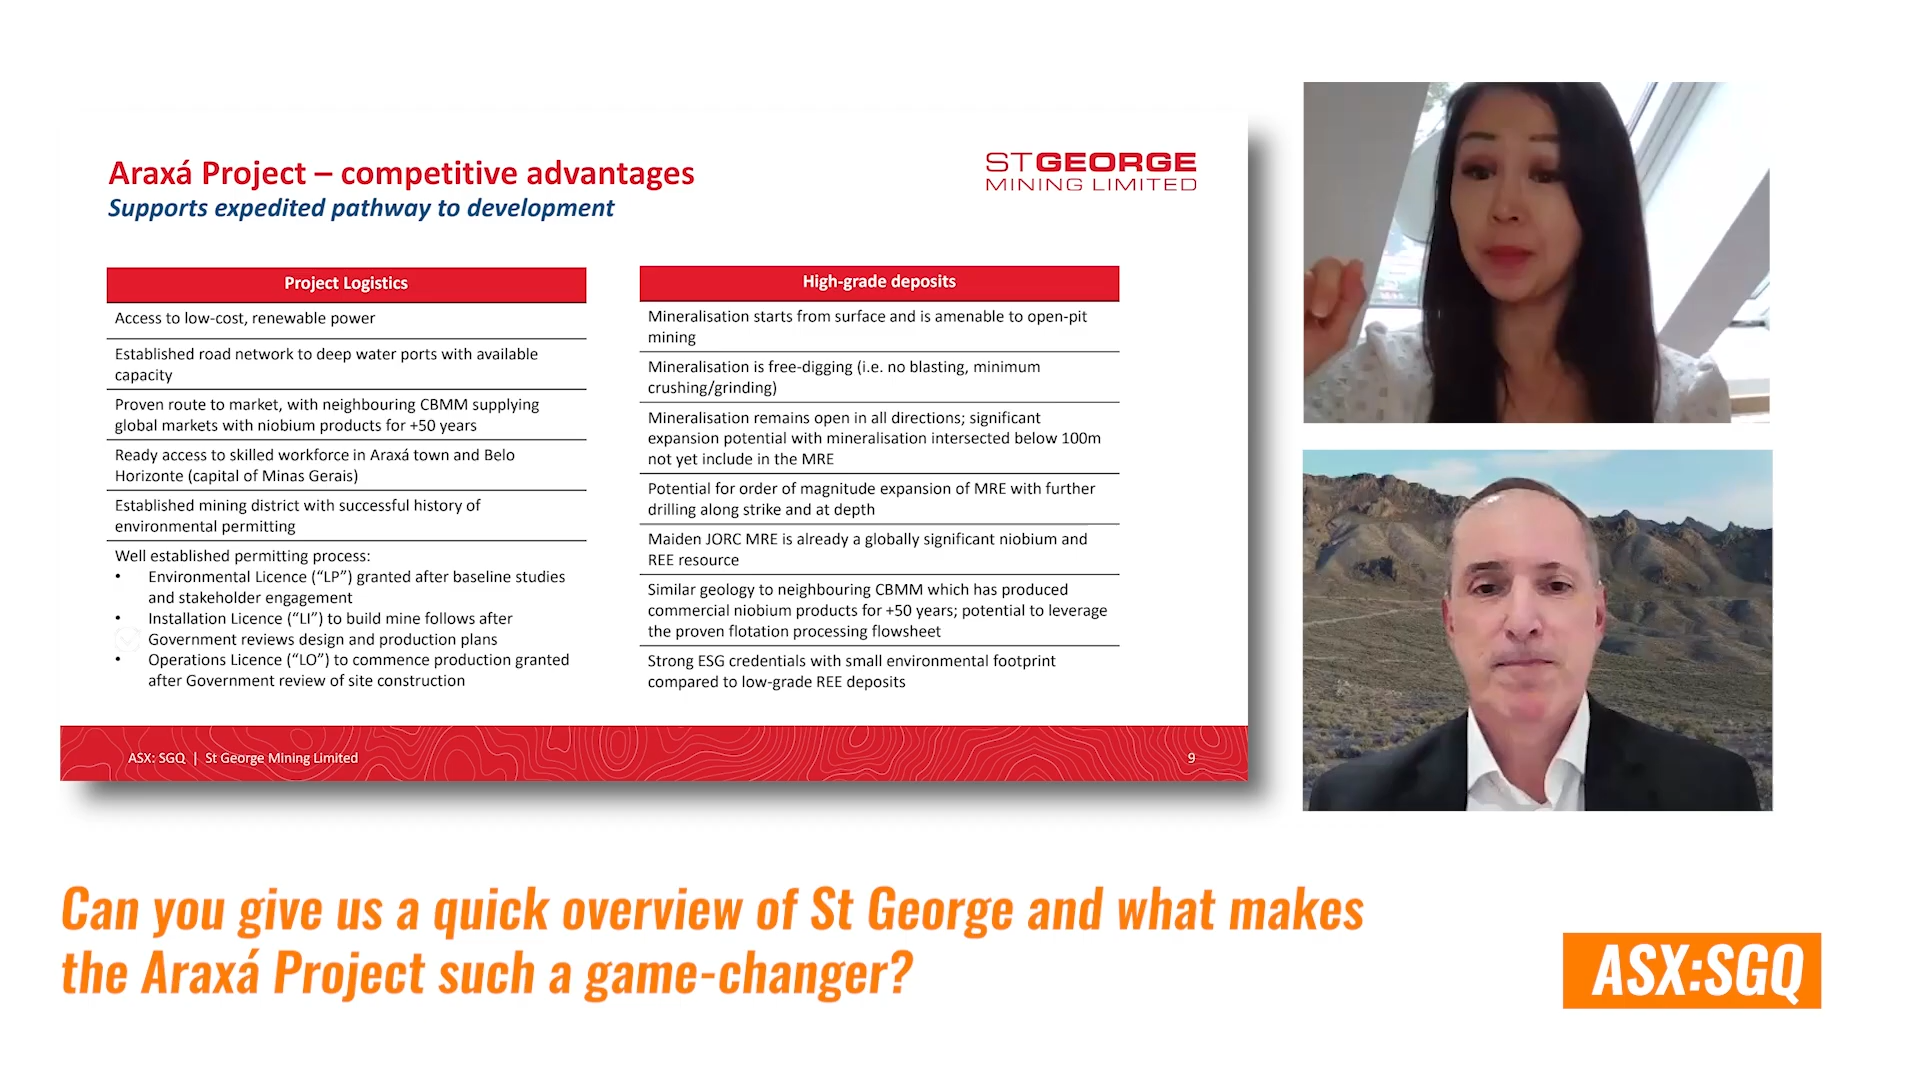 Araxá Project – competitive advantages
Supports expedited pathway to development
STGEORGE
MINING LIMITED
Project Logistics
Access to low-cost, renewable power
Established road network to deep water ports with available
capacity
Proven route to market, with neighbouring CBMM supplying
global markets with niobium products for +50 years
Ready access to skilled workforce in Araxá town and Belo
Horizonte (capital of Minas Gerais)
Established mining district with successful history of
environmental permitting
Well established permitting process:
• Environmental Licence (“LP”) granted after baseline studies
and stakeholder engagement
• Installation Licence (“LI”) to build mine follows after
Government reviews design and production plans
• Operations Licence (“LO”) to commence production granted
after Government review of site construction
High-grade deposits
Mineralisation starts from surface and is amenable to open-pit
mining
Mineralisation is free-digging (i.e. no blasting, minimum
crushing/grinding)
Mineralisation remains open in all directions; significant
expansion potential with mineralisation intersected below 100m
not yet include in the MRE
Potential for order of magnitude expansion of MRE with further
drilling along strike and at depth
Maiden JORC MRE is already a globally significant niobium and
REE resource
Similar geology to neighbouring CBMM which has produced
commercial niobium products for +50 years; potential to leverage
the proven flotation processing flowsheet
Strong ESG credentials with small environmental footprint
compared to low-grade REE deposits
ASX: SGQ | St George Mining Limited
9
Can you give us a quick overview of St George and what makes
the Araxá Project such a game-changer?
ASX:SGQ